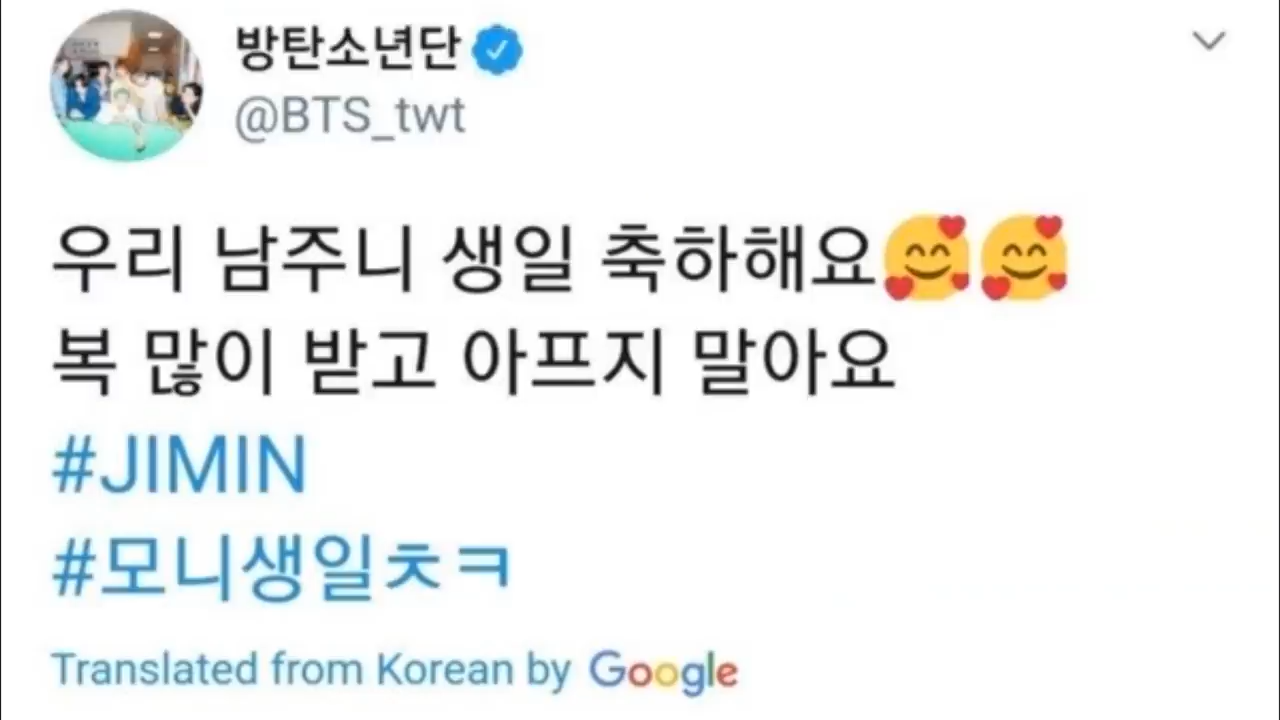 방탄소년단
@BTS_twt
우리 남주니 생일 축하해요🥰🥰
복 많이 받고 아프지 말아요
#JIMIN
#모니생일ㅊㅋ
Translated from Korean by Google